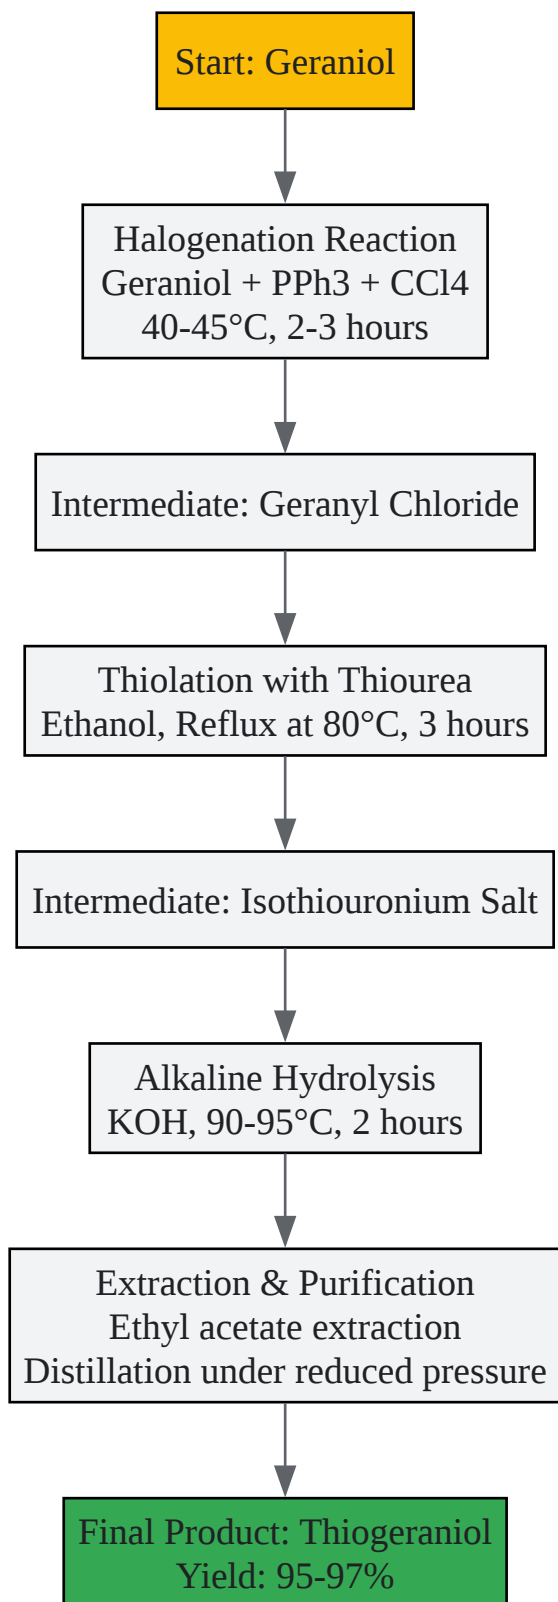 Start: Geraniol
Halogenation Reaction
Geraniol + PPh3 + CCl4
40-45°C, 2-3 hours
Intermediate: Geranyl Chloride
Thiolation with Thiourea
Ethanol, Reflux at 80°C, 3 hours
Intermediate: Isothiouronium Salt
Alkaline Hydrolysis
KOH, 90-95°C, 2 hours
Extraction & Purification
Ethyl acetate extraction
Distillation under reduced pressure
Final Product: Thiogeraniol
Yield: 95-97%